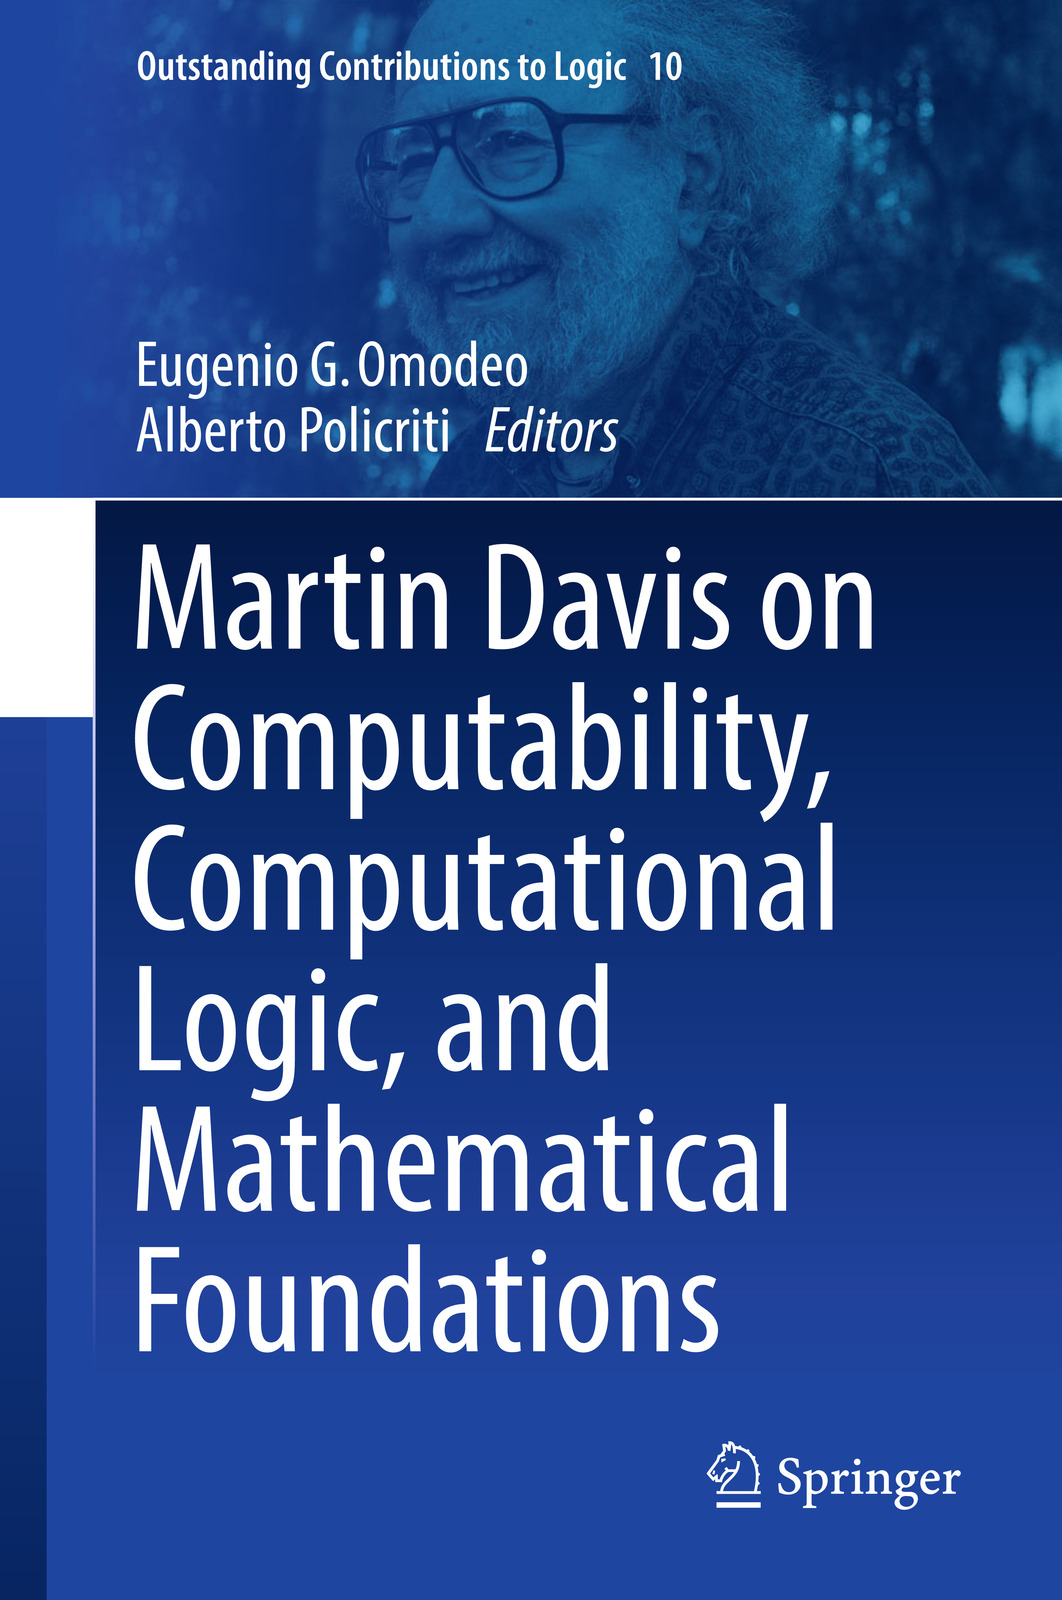 Outstanding Contributions to Logic 10
Eugenio G. Omodeo
Alberto Policriti Editors
Martin Davis on
Computability,
Computational
Logic, and
Mathematical
Foundations
Springer